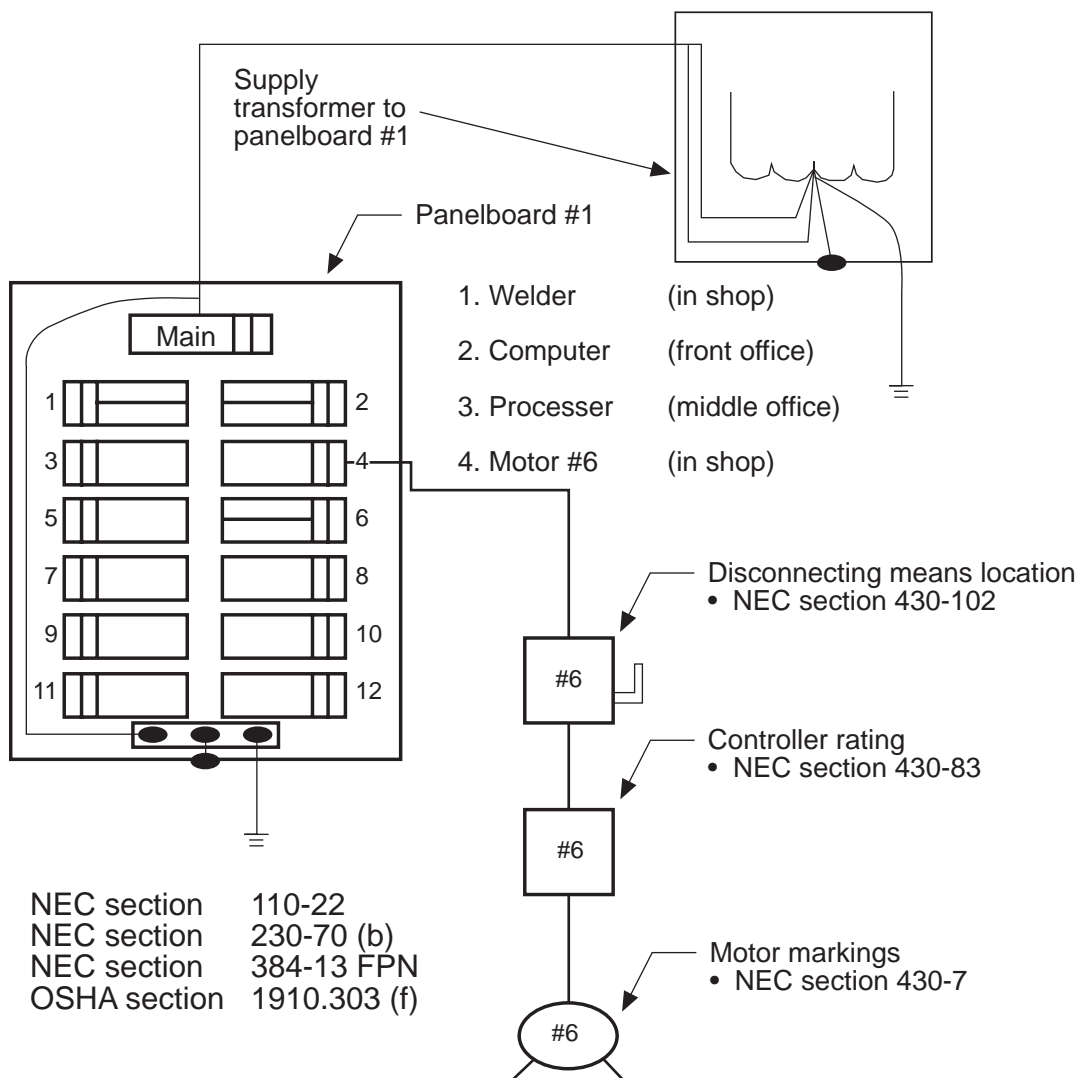 Supply
transformer to
panelboard #1
Panelboard #1
1. Welder (in shop)
2. Computer (front office)
3. Processer (middle office)
4. Motor #6 (in shop)
Main
1 2
3 4
5 6
7 8
9 10
11 12
Disconnecting means location
• NEC section 430-102
#6
Controller rating
• NEC section 430-83
#6
Motor markings
• NEC section 430-7
#6
NEC section 110-22
NEC section 230-70 (b)
NEC section 384-13 FPN
OSHA section 1910.303 (f)